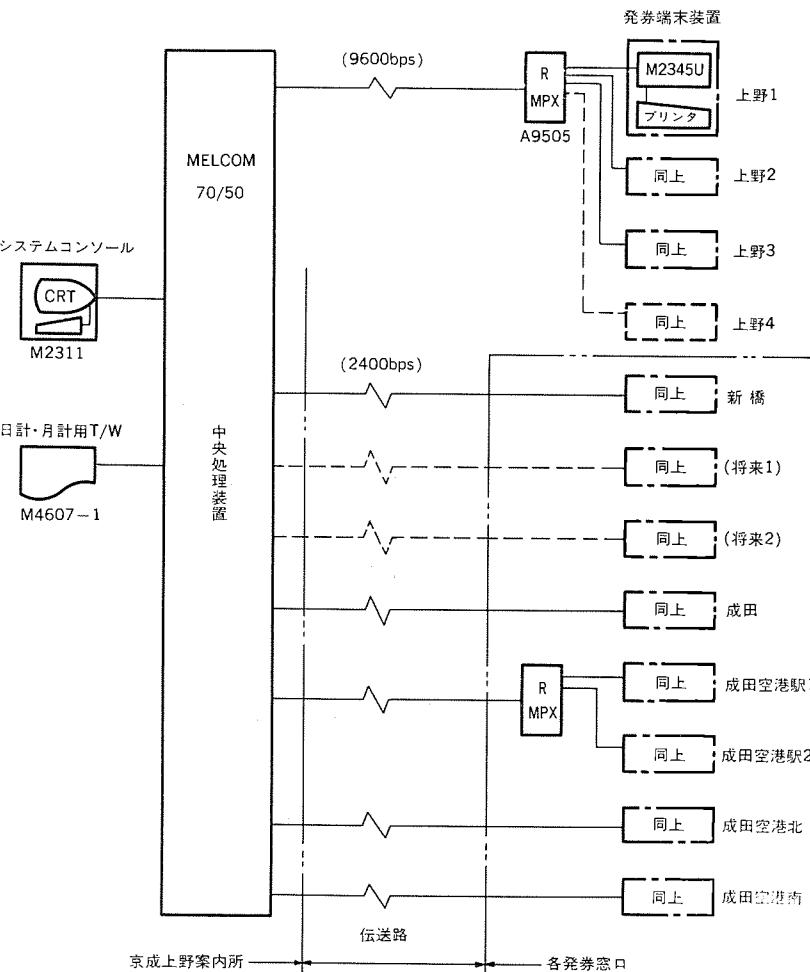 発券端末装置
(9600bps)
R
MPX
A9505
M2345U
プリンタ
上野1
MELCOM
70/50
同上
上野2
システムコンソール
CRT
M2311
同上
上野3
同上
上野4
(2400bps)
同上
新橋
日計・月計用T/W
M4607-1
中央処理装置
同上
(将来1)
同上
(将来2)
同上
成田
R
MPX
同上
成田空港駅
同上
成田空港駅2
同上
成田空港北
同上
成田空港南
伝送路
京成上野案内所
各発券窓口